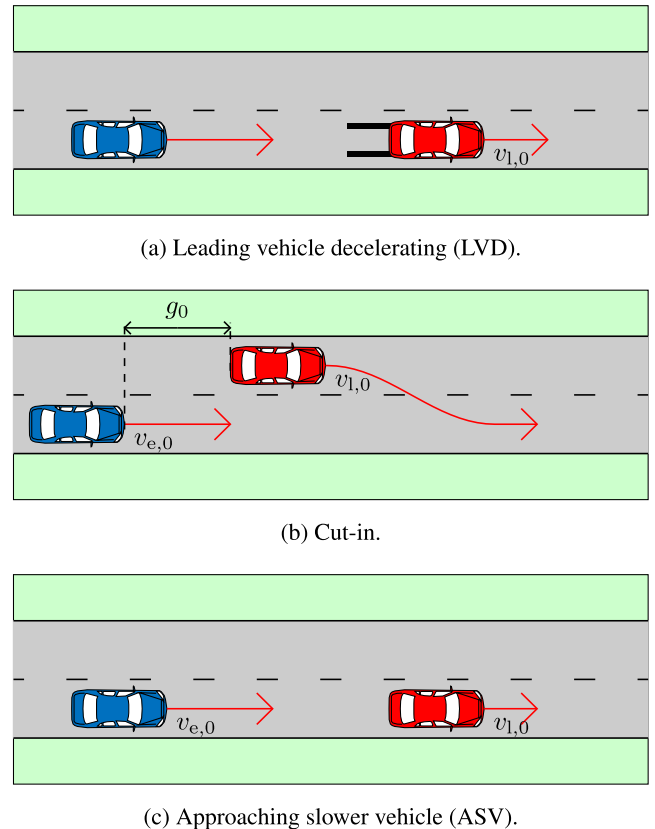 v_{l,0}
(a) Leading vehicle decelerating (LVD).
g_0
v_{l,0}
v_{e,0}
(b) Cut-in.
v_{e,0} v_{l,0}
(c) Approaching slower vehicle (ASV).